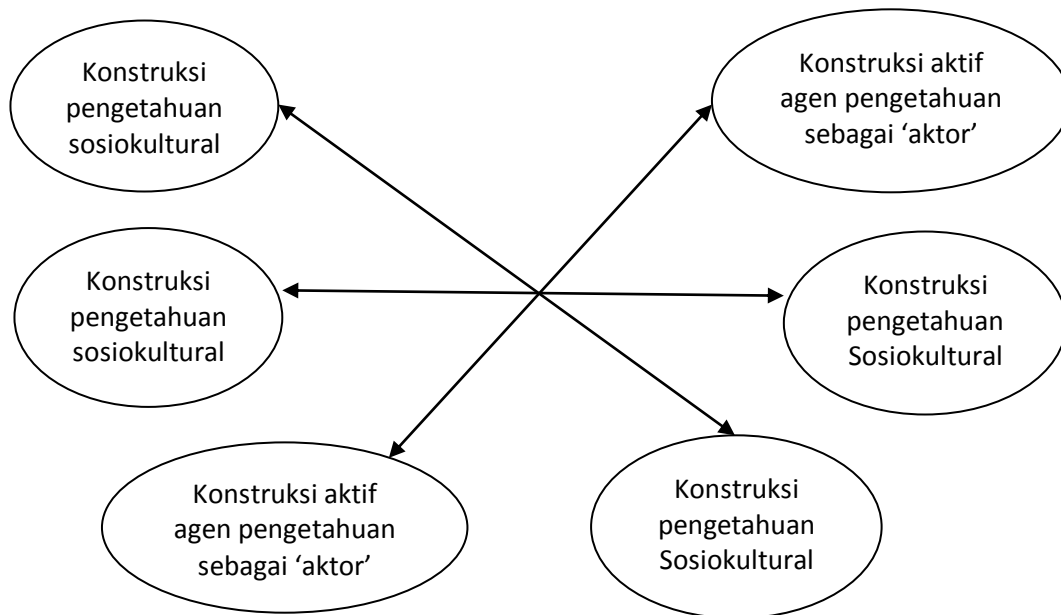 Konstruksi
pengetahuan
sosiokultural
Konstruksi aktif
agen pengetahuan
sebagai ‘aktor’
Konstruksi
pengetahuan
sosiokultural
Konstruksi
pengetahuan
Sosiokultural
Konstruksi aktif
agen pengetahuan
sebagai ‘aktor’
Konstruksi
pengetahuan
Sosiokultural